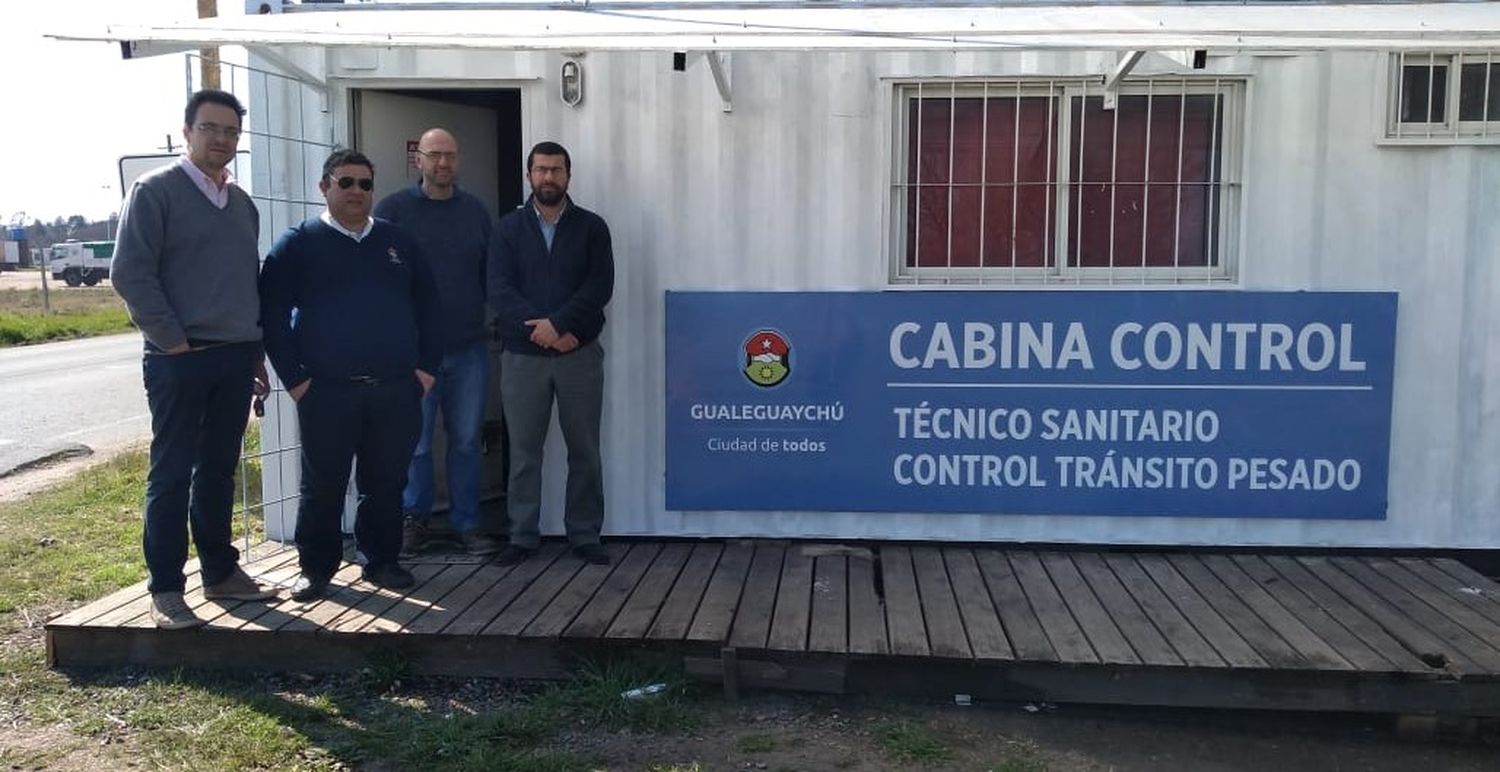 CABINA CONTROL
GUALEGUAYCHÚ
Ciudad de todos
TÉCNICO SANITARIO
CONTROL TRÁNSITO PESADO